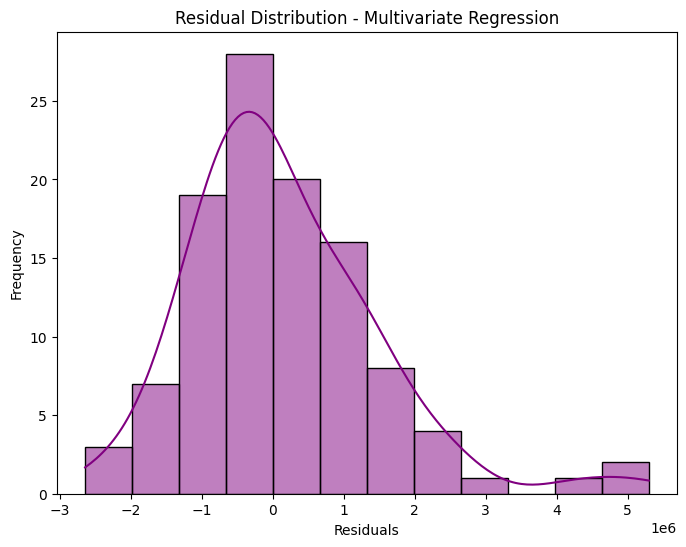 Residual Distribution - Multivariate Regression
Frequency
25
20
15
10
5
0
−3 −2 −1 0 1 2 3 4 5
1e6
Residuals